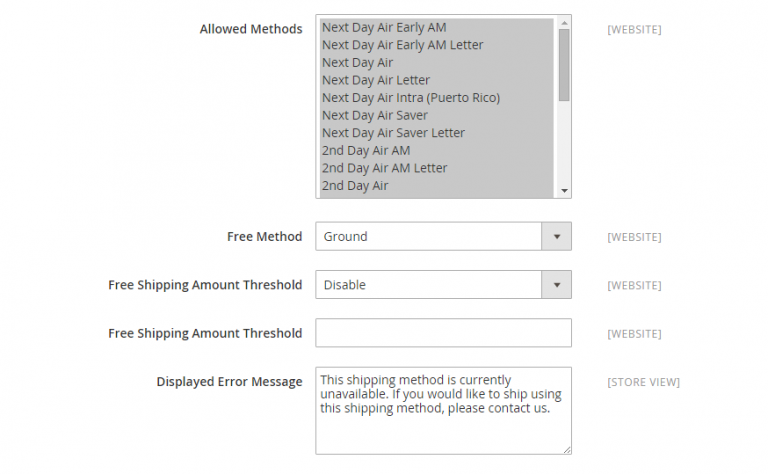 Allowed Methods
Next Day Air Early AM
[WEBSITE]
Next Day Air Early AM Letter
Next Day Air
Next Day Air Letter
Next Day Air Intra (Puerto Rico)
Next Day Air Saver
Next Day Air Saver Letter
2nd Day Air AM
2nd Day Air AM Letter
2nd Day Air
Free Method
Ground
[WEBSITE]
Free Shipping Amount Threshold
Disable
[WEBSITE]
Free Shipping Amount Threshold
[WEBSITE]
Displayed Error Message
This shipping method is currently
unavailable. If you would like to ship using
this shipping method, please contact us.
[STORE VIEW]